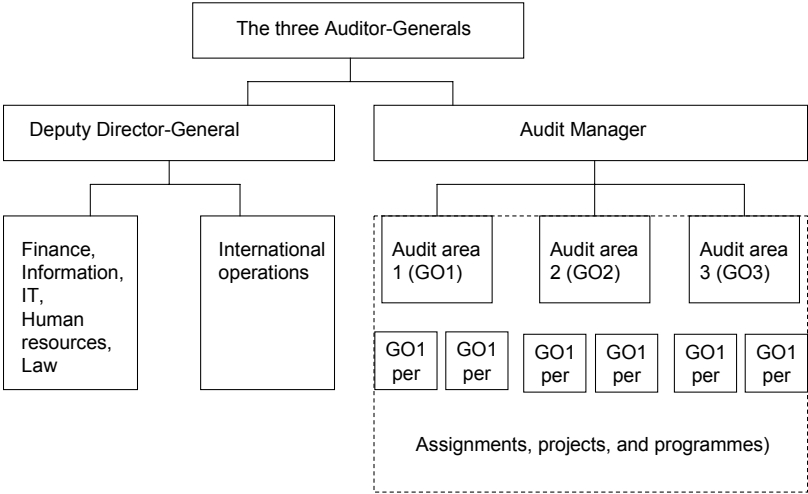 The three Auditor-Generals
Deputy Director-General
Audit Manager
Finance,
Information,
IT,
Human
resources,
Law
International
operations
Audit area
1 (GO1)
Audit area
2 (GO2)
Audit area
3 (GO3)
GO1
per
GO1
per
GO1
per
GO1
per
GO1
per
GO1
per
Assignments, projects, and programmes)